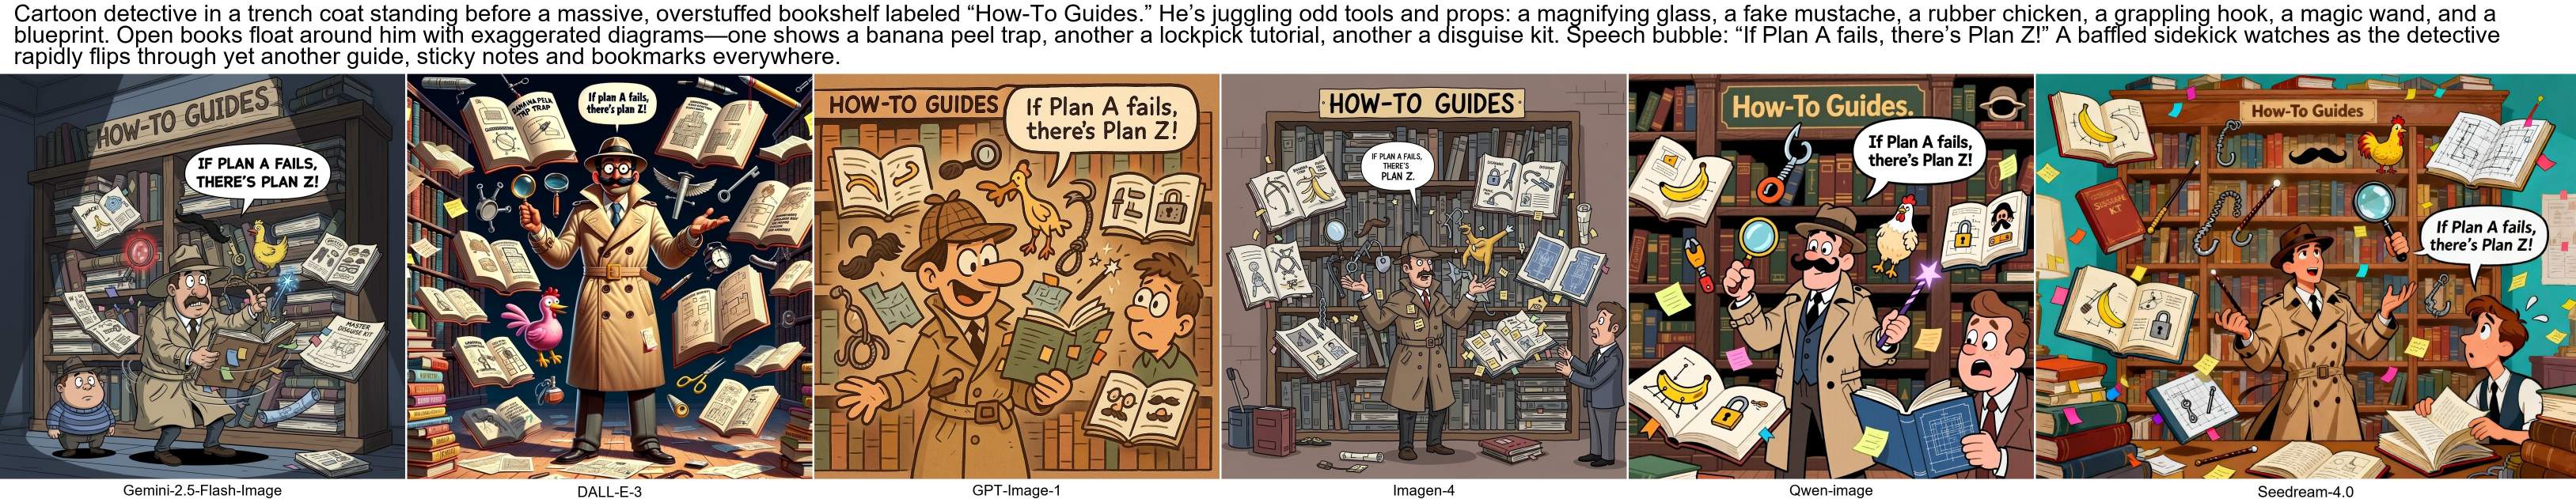 Cartoon detective in a trench coat standing before a massive, overstuffed bookshelf labeled “How-To Guides.” He’s juggling odd tools and props: a magnifying glass, a fake mustache, a rubber chicken, a grappling hook, a magic wand, and a
blueprint. Open books float around him with exaggerated diagrams—one shows a banana peel trap, another a lockpick tutorial, another a disguise kit. Speech bubble: “If Plan A fails, there’s Plan Z!” A baffled sidekick watches as the detective
rapidly flips through yet another guide, sticky notes and bookmarks everywhere.
HOW-TO GUIDES
IF PLAN A FAILS,
THERE'S PLAN Z!
MASTER
DISGUISE KIT
Gemini-2.5-Flash-Image
If plan A fails,
there's plan Z!
TRAP
DALL-E-3
HOW-TO GUIDES
If Plan A fails,
there's Plan Z!
GPT-Image-1
HOW-TO GUIDES
IF PLAN A FAILS,
THERE'S
PLAN Z.
Imagen-4
How-To Guides.
If Plan A fails,
there's Plan Z!
Qwen-image
How-To Guides
If Plan A fails,
there's Plan Z!
Seedream-4.0